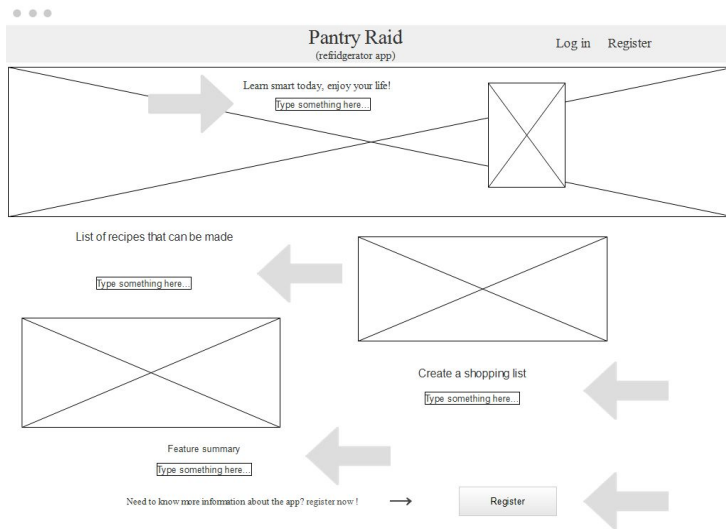 Pantry Raid
(refridgerator app)
Log in Register
Learn smart today, enjoy your life!
Type something here...
List of recipes that can be made
Type something here...
Create a shopping list
Type something here...
Feature summary
Type something here...
Need to know more information about the app? register now !
Register